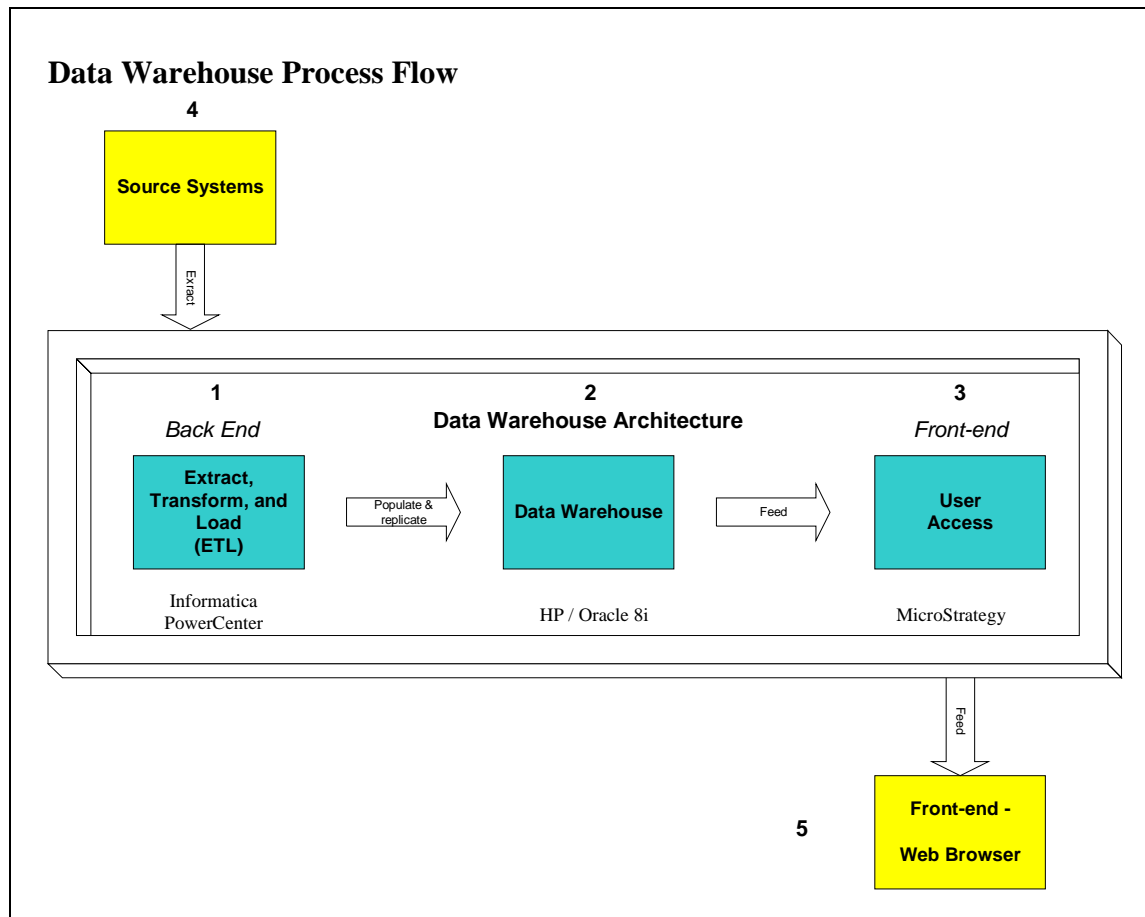 Data Warehouse Process Flow
4
Source Systems
Exract
1
2
3
Back End
Data Warehouse Architecture
Front-end
Extract,
Transform, and
Load
(ETL)
Populate &
replicate
Data Warehouse
Feed
User
Access
Informatica
PowerCenter
HP / Oracle 8i
MicroStrategy
Feed
5
Front-end -
Web Browser